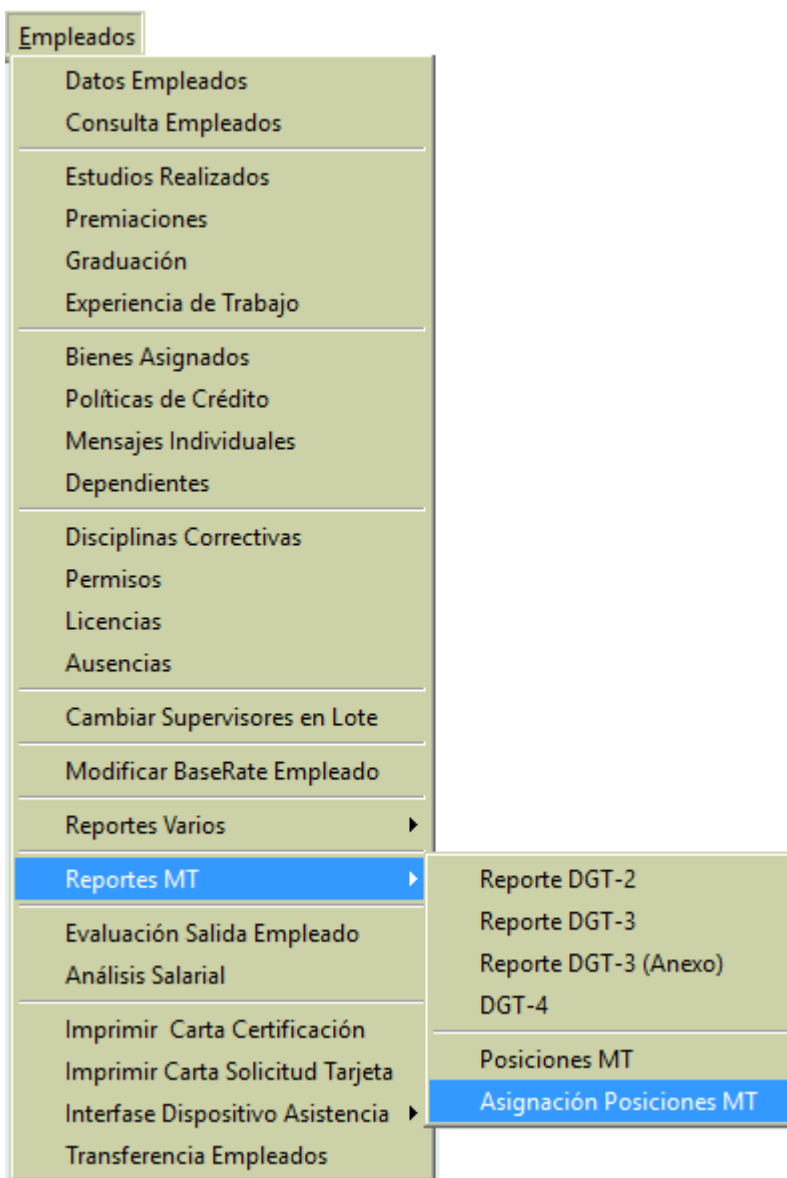 Empleados
Datos Empleados
Consulta Empleados
Estudios Realizados
Premiaciones
Graduación
Experiencia de Trabajo
Bienes Asignados
Políticas de Crédito
Mensajes Individuales
Dependientes
Disciplinas Correctivas
Permisos
Licencias
Ausencias
Cambiar Supervisores en Lote
Modificar BaseRate Empleado
Reportes Varios
Reportes MT
Evaluación Salida Empleado
Análisis Salarial
Imprimir  Carta Certificación
Imprimir Carta Solicitud Tarjeta
Interfase Dispositivo Asistencia
Transferencia Empleados
Reporte DGT-2
Reporte DGT-3
Reporte DGT-3 (Anexo)
DGT-4
Posiciones MT
Asignación Posiciones MT